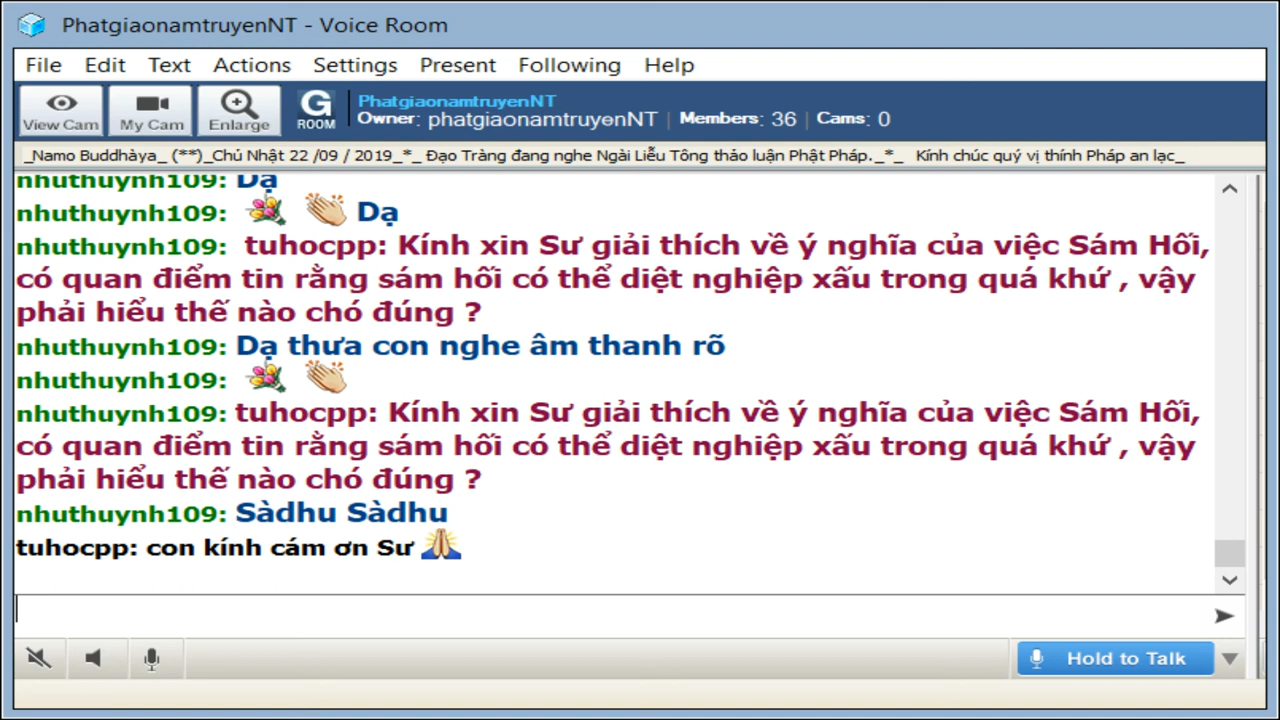 PhatgiaonamtruyenNT - Voice Room
File Edit Text Actions Settings Present Following Help
View Cam My Cam Enlarge G ROOM
PhatgiaonamtruyenNT
Owner: phatgiaonamtruyenNT Members: 36 Cams: 0
_Namo Buddhàya_ (**)_Chủ Nhật 22 /09 / 2019_*_ Đạo Tràng đang nghe Ngài Liễu Tông thảo luận Phật Pháp._*_ Kính chúc quý vị thính Pháp an lạc_
nhuthuynh109: Dạ
nhuthuynh109: Dạ
nhuthuynh109: tuhocpp: Kính xin Sư giải thích về ý nghĩa của việc Sám Hối,
có quan điểm tin rằng sám hối có thể diệt nghiệp xấu trong quá khứ , vậy
phải hiểu thế nào chó đúng ?
nhuthuynh109: Dạ thưa con nghe âm thanh rõ
nhuthuynh109:
nhuthuynh109: tuhocpp: Kính xin Sư giải thích về ý nghĩa của việc Sám Hối,
có quan điểm tin rằng sám hối có thể diệt nghiệp xấu trong quá khứ , vậy
phải hiểu thế nào chó đúng ?
nhuthuynh109: Sàdhu Sàdhu
tuhocpp: con kính cám ơn Sư
Hold to Talk